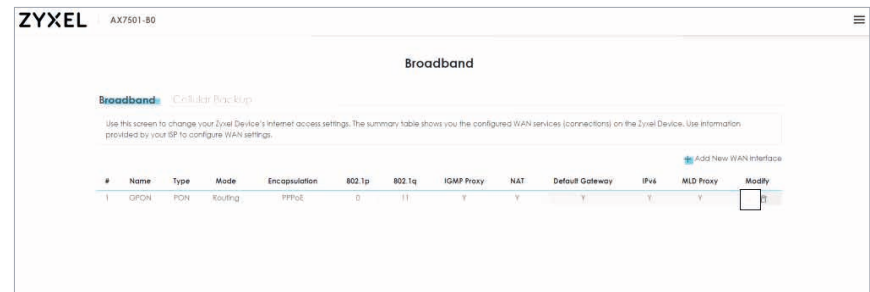 ZYXEL AX7501-B0
Broadband
Broadband Cellular Backup
Use this screen to change your Zyxel Device's Internet access settings. The summary table shows you the configured WAN services (connections) on the Zyxel Device. Use information
provided by your ISP to configure WAN settings.
Add New WAN Interface
# Name Type Mode Encapsulation 802.1p 802.1q IGMP Proxy NAT Default Gateway IPv6 MLD Proxy Modify
1 GPON PON Routing PPPoE 0 11 Y Y Y Y Y